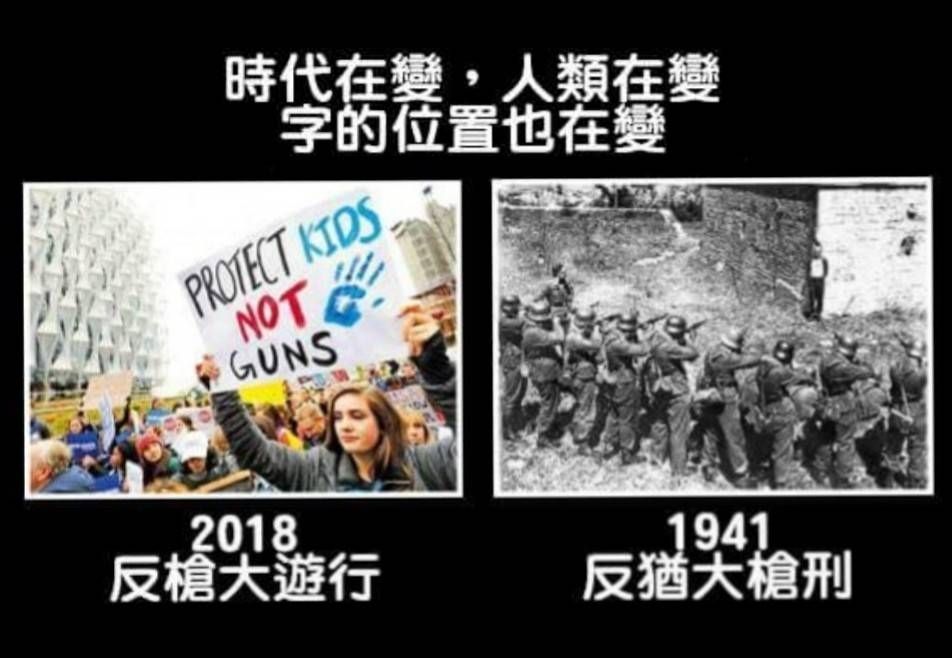 時代在變，人類在變
字的位置也在變
PROTECT KIDS
NOT
GUNS
2018
反槍大遊行
1941
反猶大槍刑